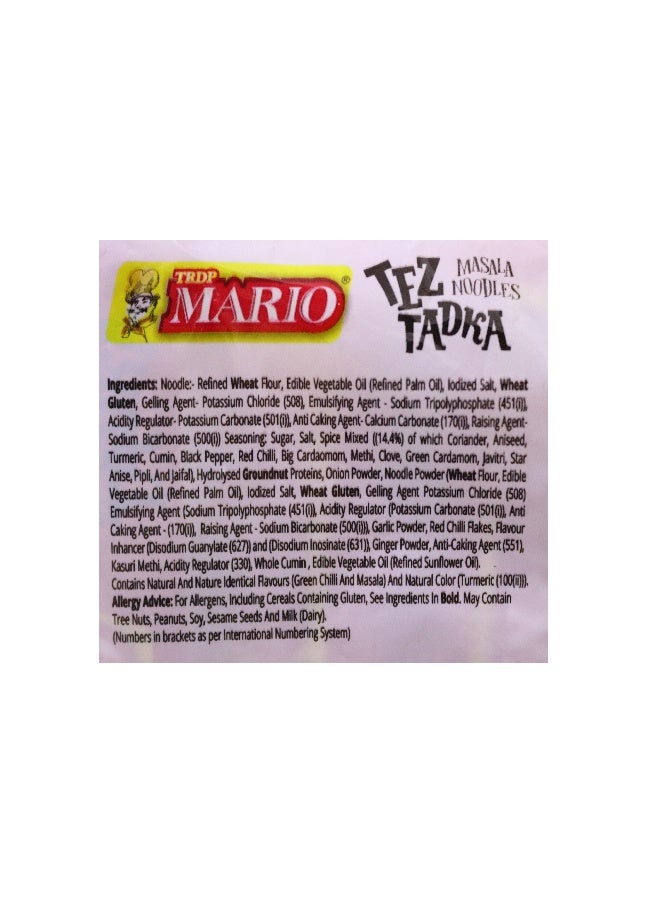 TRDP
MARIO®
TEZ
TADKA
MASALA
NOODLES
Ingredients: Noodle:- Refined Wheat Flour, Edible Vegetable Oil (Refined Palm Oil), Iodized Salt, Wheat
Gluten, Gelling Agent- Potassium Chloride (508), Emulsifying Agent - Sodium Tripolyphosphate (451(i)),
Acidity Regulator- Potassium Carbonate (501(i)), Anti Caking Agent- Calcium Carbonate (170(i)), Raising Agent-
Sodium Bicarbonate (500(i)) Seasoning: Sugar, Salt, Spice Mixed ((14.4%) of which Coriander, Aniseed,
Turmeric, Cumin, Black Pepper, Red Chilli, Big Cardaomom, Methi, Clove, Green Cardamom, Javitri, Star
Anise, Pipli, And Jaifal), Hydrolysed Groundnut Proteins, Onion Powder, Noodle Powder (Wheat Flour, Edible
Vegetable Oil (Refined Palm Oil), Iodized Salt, Wheat Gluten, Gelling Agent Potassium Chloride (508)
Emulsifying Agent (Sodium Tripolyphosphate (451(i)), Acidity Regulator (Potassium Carbonate (501(i)), Anti
Caking Agent - (170(i)), Raising Agent - Sodium Bicarbonate (500(i))), Garlic Powder, Red Chilli Flakes, Flavour
Inhancer (Disodium Guanylate (627)) and (Disodium Inosinate (631)), Ginger Powder, Anti-Caking Agent (551),
Kasuri Methi, Acidity Regulator (330), Whole Cumin , Edible Vegetable Oil (Refined Sunflower Oil).
Contains Natural And Nature Identical Flavours (Green Chilli And Masala) And Natural Color (Turmeric (100(ii))).
Allergy Advice: For Allergens, Including Cereals Containing Gluten, See Ingredients In Bold. May Contain
Tree Nuts, Peanuts, Soy, Sesame Seeds And Milk (Dairy).
(Numbers in brackets as per International Numbering System)